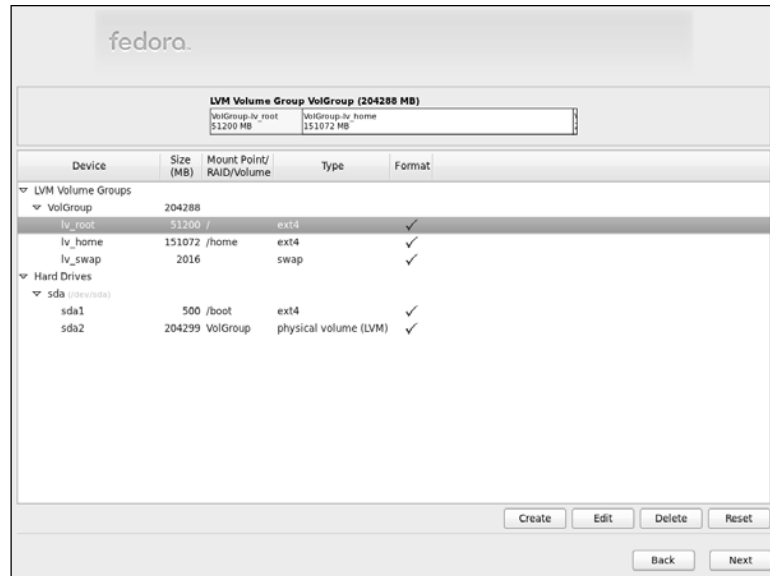 fedora.
LVM Volume Group VolGroup (204288 MB)
VolGroup-lv_root VolGroup-lv_home
51200 MB 151072 MB
Device Size (MB) Mount Point/ RAID/Volume Type Format
LVM Volume Groups
VolGroup 204288
lv_root 51200 / ext4
lv_home 151072 /home ext4
lv_swap 2016 swap
Hard Drives
sda (/dev/sda)
sda1 500 /boot ext4
sda2 204299 VolGroup physical volume (LVM)
Create Edit Delete Reset
Back Next